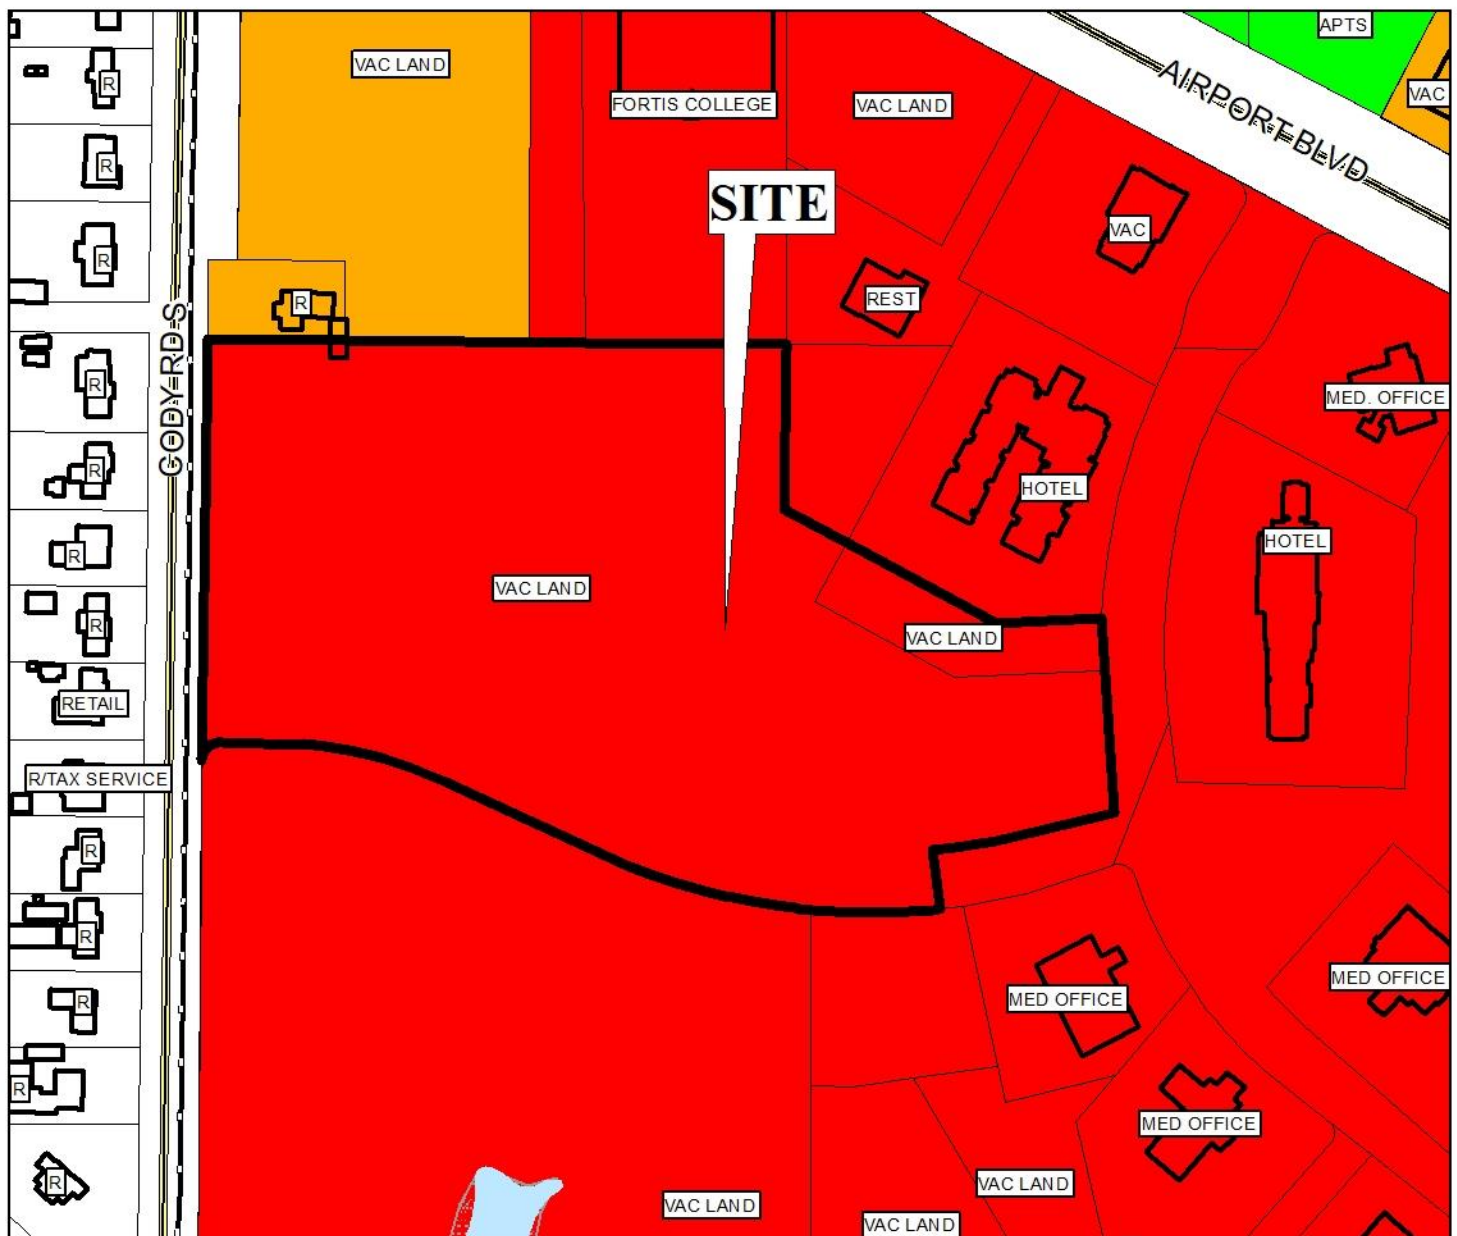 APTS
VAC LAND
R
AIRPORT BLVD
VAC
FORTIS COLLEGE
VAC LAND
R
SITE
VAC
R
REST
R
CODY RD S
R
MED. OFFICE
R
HOTEL
HOTEL
R
VAC LAND
R
VAC LAND
RETAIL
R/TAX SERVICE
R
R
MED OFFICE
MED OFFICE
R
R
MED OFFICE
R
VAC LAND
VAC LAND
VAC LAND